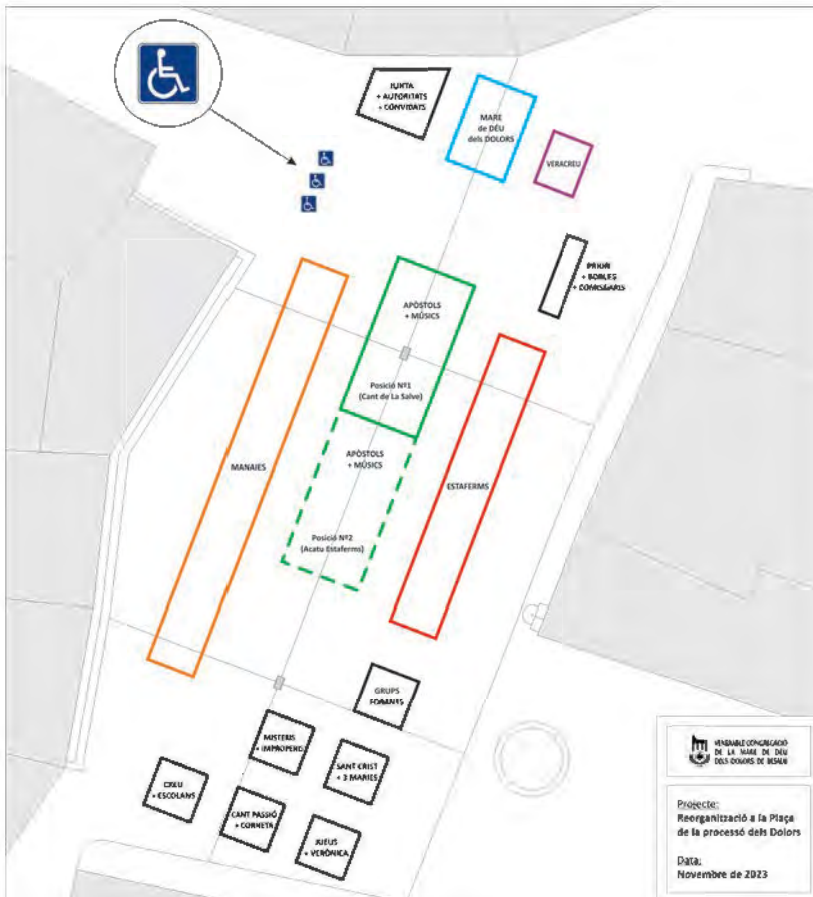 JUNTA
+ AUTORITATS
+ CONVIDATS
MARE
de DÉU
dels DOLORS
VERACREU
PRIOR
+ BORLES
+ COMISSARIS
APÒSTOLS
+ MÚSICS
Posició Nº1
(Cant de La Salve)
APÒSTOLS
+ MÚSICS
Posició Nº2
(Acatu Estaferms)
MANAIES
ESTAFERMS
GRUPS
FORANIS
MISTERIS
+ IMPROPERIS
SANT CRIST
+ 3 MARIES
CREU
+ ESCOLANS
CANT PASSIÓ
+ CORNETA
JUEUS
+ VERÒNICA
VENERABLE CONGREGACIÓ
DE LA MARE DE DÉU
DELS DOLORS DE BESALÚ
Projecte:
Reorganització a la Plaça
de la processó dels Dolors
Data:
Novembre de 2023